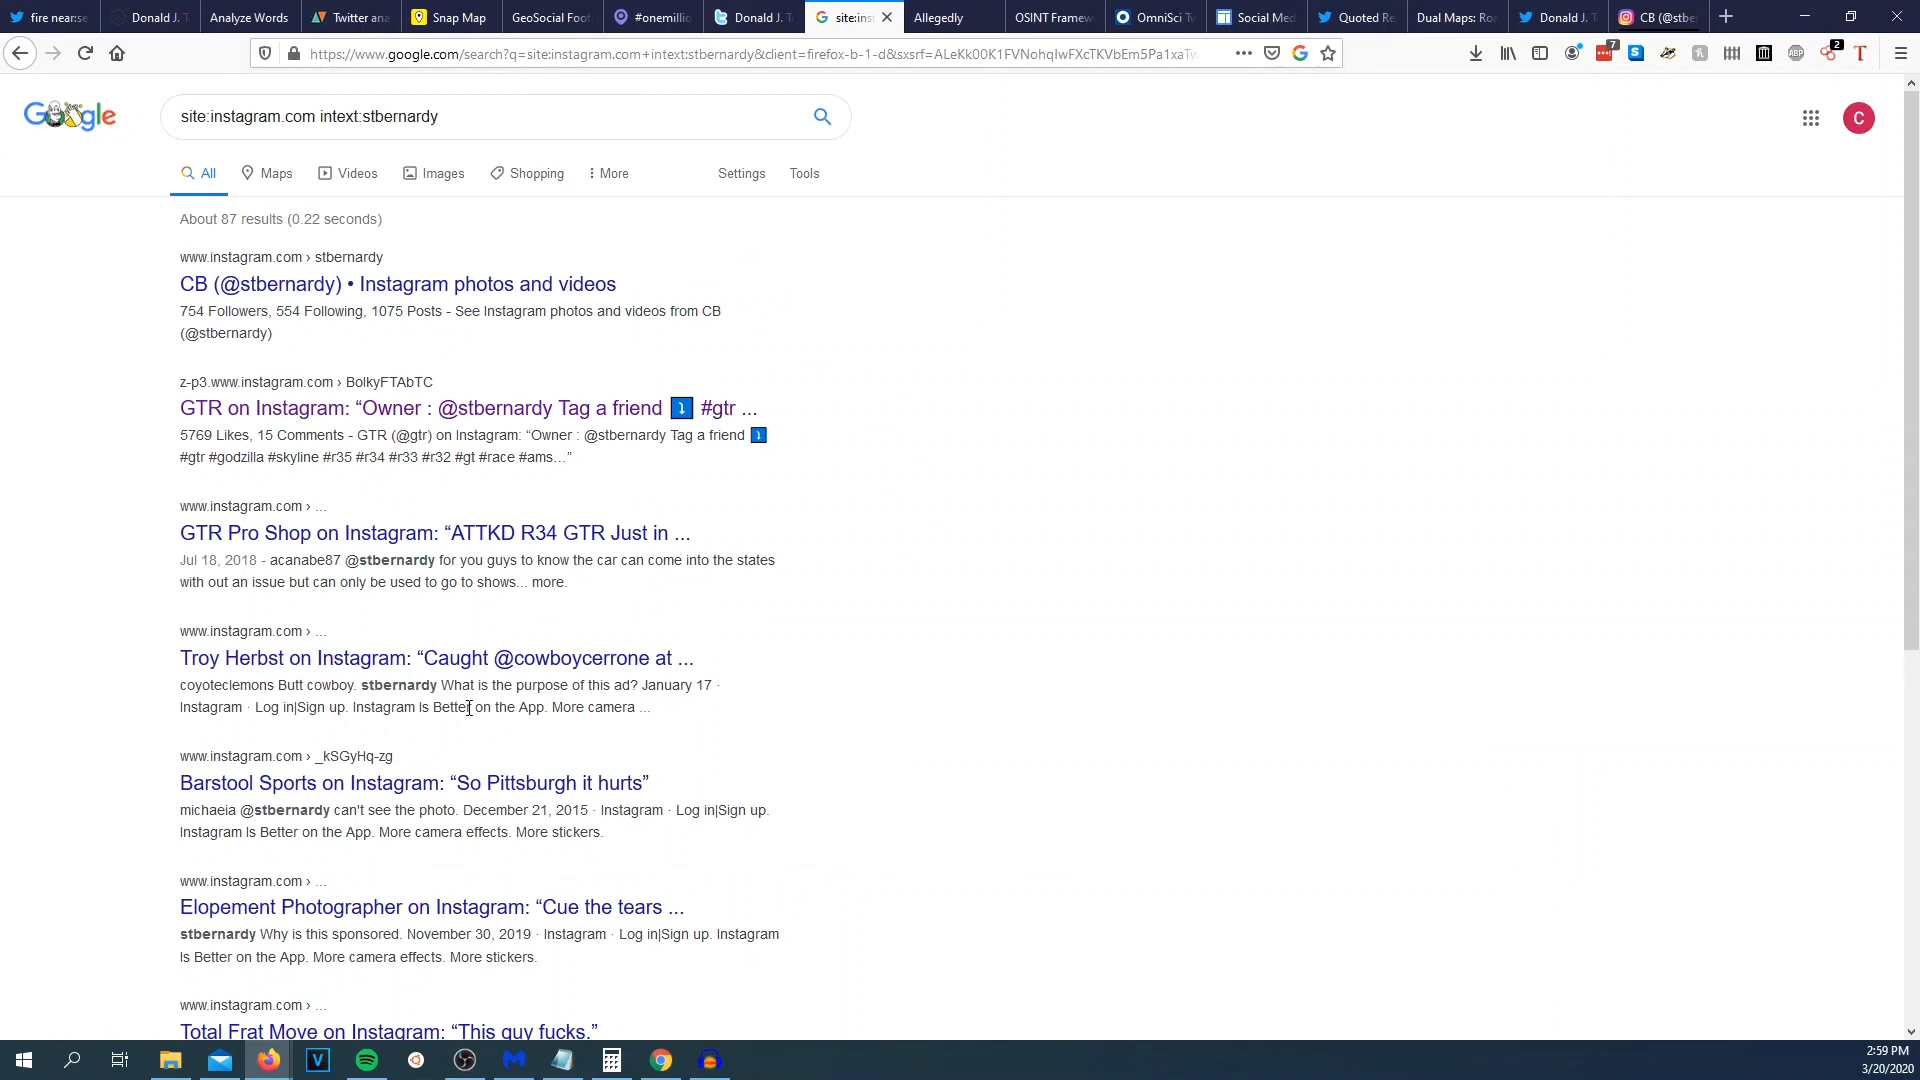 fire near:se
Donald J. T
Analyze Words
Twitter ana
Snap Map
GeoSocial Foot
#onemillio
Donald J. T
site:inst
Allegedly
OSINT Framew
OmniSci Tw
Social Med
Quoted Re
Dual Maps: Roa
Donald J. T
CB (@stber
https://www.google.com/search?q=site:instagram.com+intext:stbernardy&client=firefox-b-1-d&sxsrf=ALeKk00K1FVNohqIwFXcTKVbEm5Pa1xaTw
7
2
Google
site:instagram.com intext:stbernardy
C
All
Maps
Videos
Images
Shopping
More
Settings
Tools
About 87 results (0.22 seconds)
www.instagram.com › stbernardy
CB (@stbernardy) • Instagram photos and videos
754 Followers, 554 Following, 1075 Posts - See Instagram photos and videos from CB
(@stbernardy)
z-p3.www.instagram.com › BolkyFTAbTC
GTR on Instagram: “Owner : @stbernardy Tag a friend ⤵ #gtr ...
5769 Likes, 15 Comments - GTR (@gtr) on Instagram: “Owner : @stbernardy Tag a friend ⤵
#gtr #godzilla #skyline #r35 #r34 #r33 #r32 #gt #race #ams…”
www.instagram.com › ...
GTR Pro Shop on Instagram: “ATTKD R34 GTR Just in ...
Jul 18, 2018 - acanabe87 @stbernardy for you guys to know the car can come into the states
with out an issue but can only be used to go to shows... more.
www.instagram.com › ...
Troy Herbst on Instagram: “Caught @cowboycerrone at ...
coyoteclemons Butt cowboy. stbernardy What is the purpose of this ad? January 17 ·
Instagram · Log in|Sign up. Instagram Is Better on the App. More camera ...
www.instagram.com › _kSGyHq-zg
Barstool Sports on Instagram: “So Pittsburgh it hurts”
michaeia @stbernardy can't see the photo. December 21, 2015 · Instagram · Log in|Sign up.
Instagram Is Better on the App. More camera effects. More stickers.
www.instagram.com › ...
Elopement Photographer on Instagram: “Cue the tears ...
stbernardy Why is this sponsored. November 30, 2019 · Instagram · Log in|Sign up. Instagram
Is Better on the App. More camera effects. More stickers.
www.instagram.com › ...
Total Frat Move on Instagram: “This guy fucks.”
2:59 PM
3/20/2020